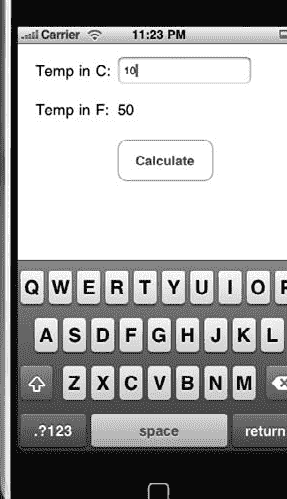 Carrier 11:23 PM
Temp in C: 10
Temp in F: 50
Calculate
Q W E R T Y U I O P
A S D F G H J K L
Z X C V B N M
.?123 space return